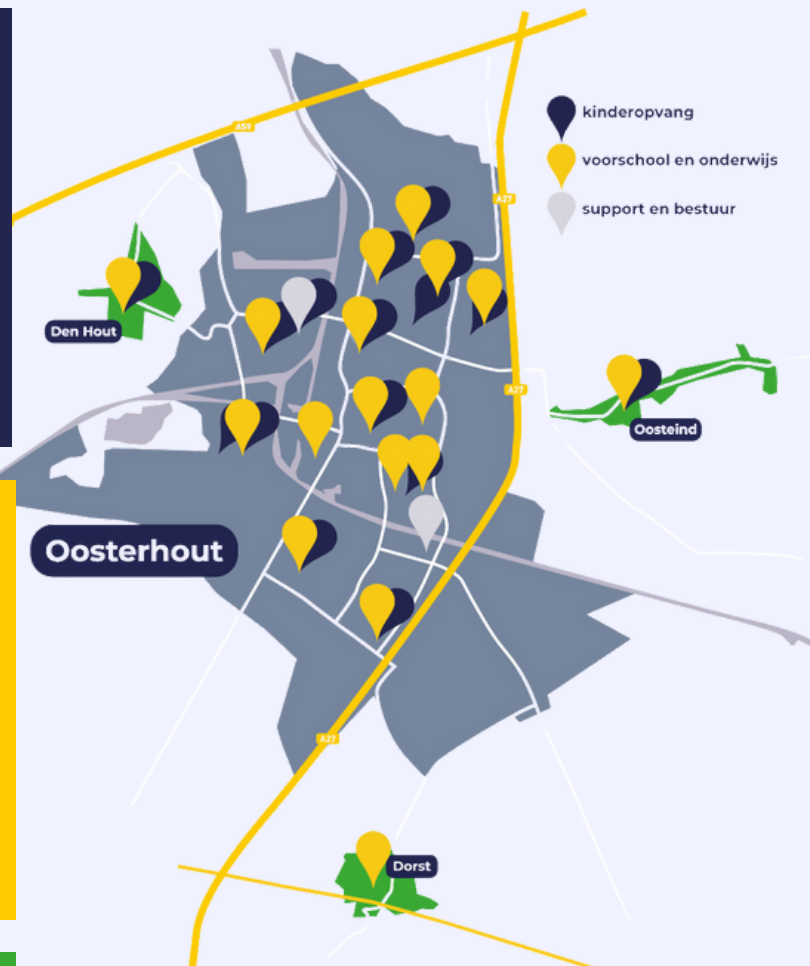 A59
kinderopvang
voorschool en onderwijs
A27
support en bestuur
Den Hout
A27
Oosteind
Oosterhout
A27
Dorst